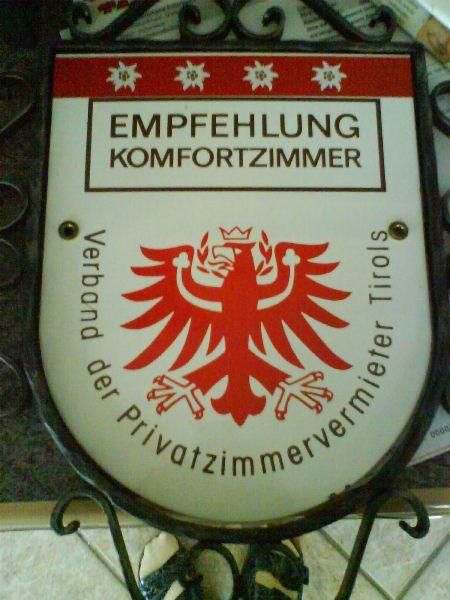 EMPFEHLUNG
KOMFORTZIMMER
Verband der Privatzimmervermieter Tirols